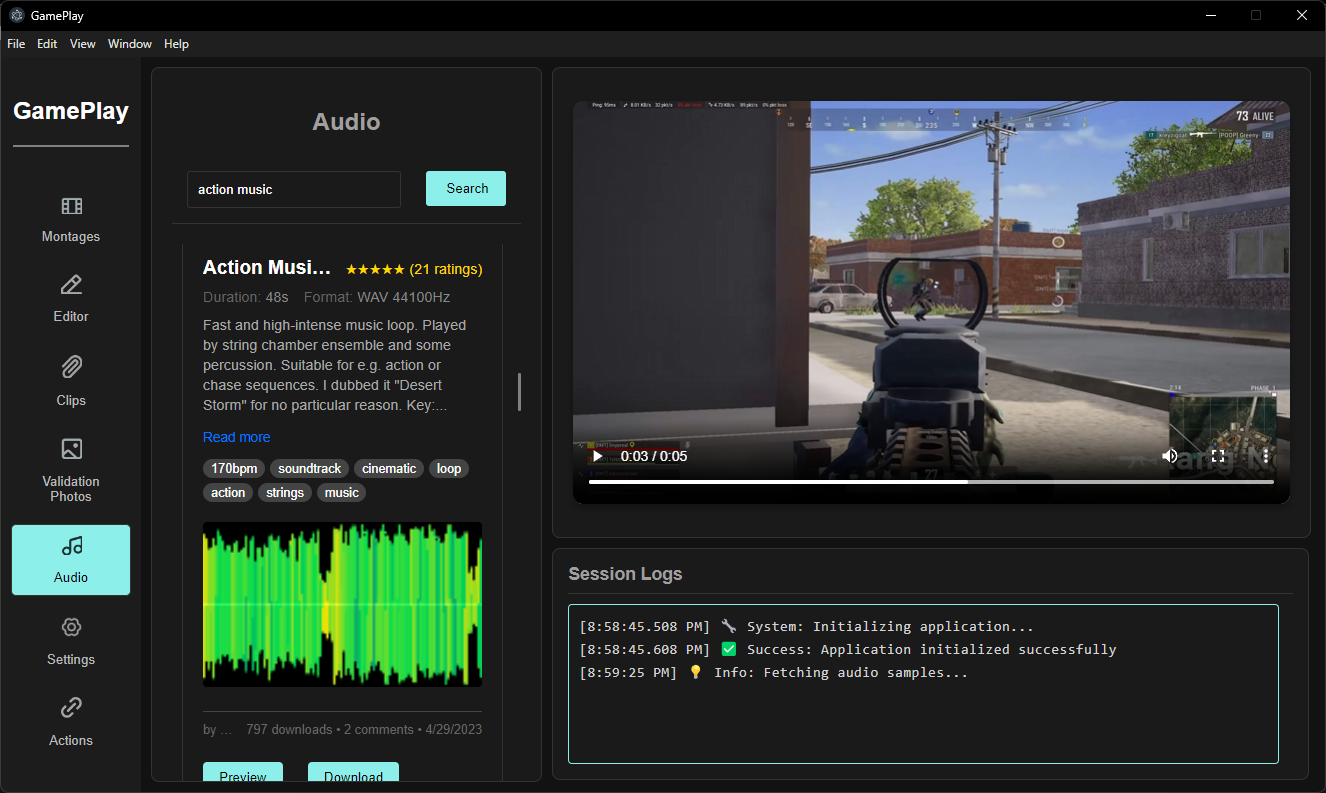 GamePlay
File Edit View Window Help
GamePlay
Montages
Editor
Clips
Validation
Photos
Audio
Settings
Actions
Audio
action music
Search
Action Musi... ★★★★★ (21 ratings)
Duration: 48s Format: WAV 44100Hz
Fast and high-intense music loop. Played
by string chamber ensemble and some
percussion. Suitable for e.g. action or
chase sequences. I dubbed it "Desert
Storm" for no particular reason. Key:...
Read more
170bpm soundtrack cinematic loop
action strings music
by ... 797 downloads • 2 comments • 4/29/2023
Preview Download
73 ALIVE
[POOP] Greeny
PHASE 1
0:03 / 0:05
Session Logs
[8:58:45.508 PM] 🔧 System: Initializing application...
[8:58:45.608 PM] ✅ Success: Application initialized successfully
[8:59:25 PM] 💡 Info: Fetching audio samples...